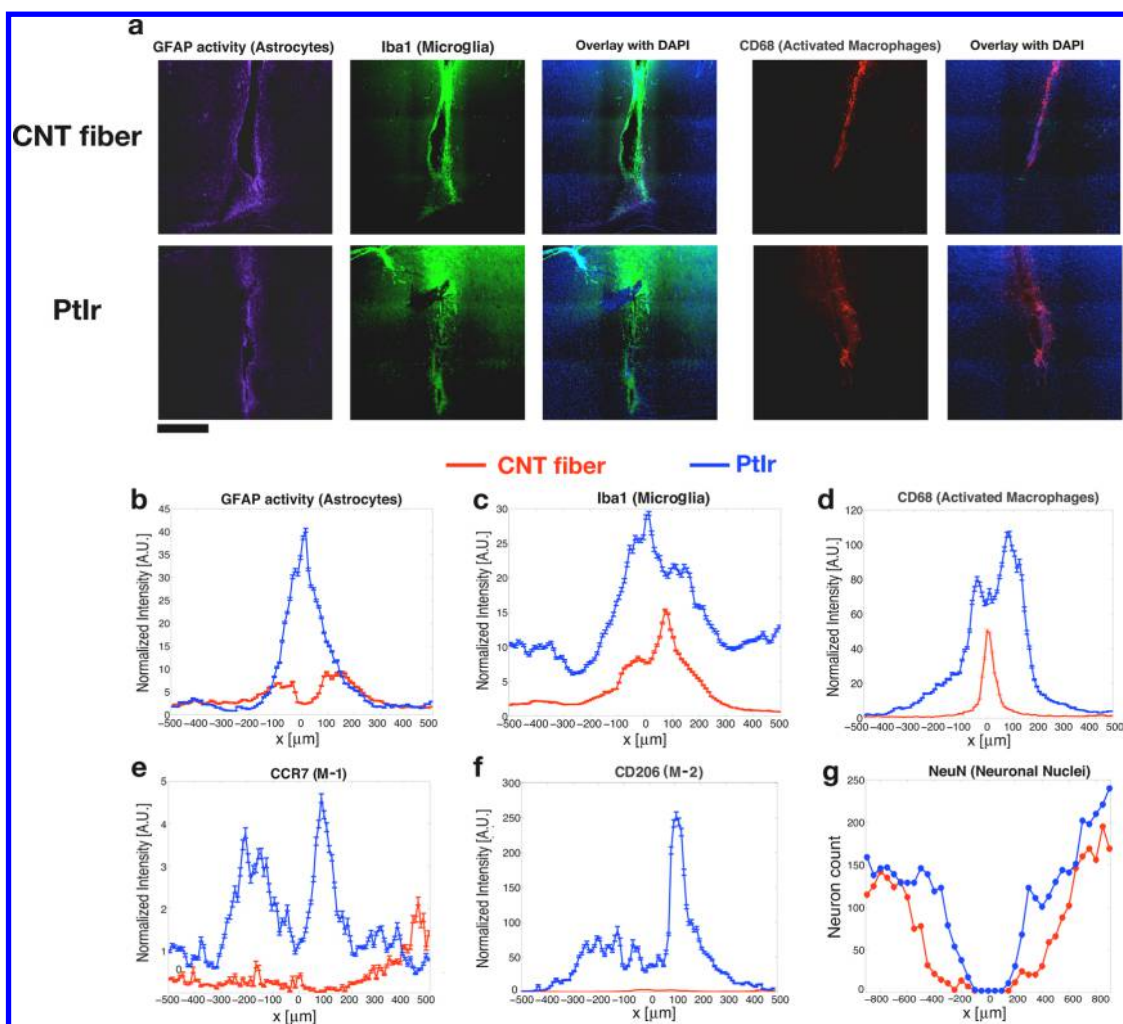 a
GFAP activity (Astrocytes)
Iba1 (Microglia)
Overlay with DAPI
CD68 (Activated Macrophages)
Overlay with DAPI
CNT fiber
PtIr
CNT fiber
PtIr
b
GFAP activity (Astrocytes)
Normalized Intensity [A.U.]
45
40
35
30
25
20
15
10
5
0
-500 -400 -300 -200 -100 0 100 200 300 400 500
x [μm]
c
Iba1 (Microglia)
Normalized Intensity [A.U.]
30
25
20
15
10
5
0
-500 -400 -300 -200 -100 0 100 200 300 400 500
x [μm]
d
CD68 (Activated Macrophages)
Normalized Intensity [A.U.]
120
100
80
60
40
20
0
-500 -400 -300 -200 -100 0 100 200 300 400 500
x [μm]
e
CCR7 (M-1)
Normalized Intensity [A.U.]
5
4
3
2
1
0
-500 -400 -300 -200 -100 0 100 200 300 400 500
x [μm]
f
CD206 (M-2)
Normalized Intensity [A.U.]
300
250
200
150
100
50
0
-500 -400 -300 -200 -100 0 100 200 300 400 500
x [μm]
g
NeuN (Neuronal Nuclei)
Neuron count
250
200
150
100
50
0
-800 -600 -400 -200 0 200 400 600 800
x [μm]